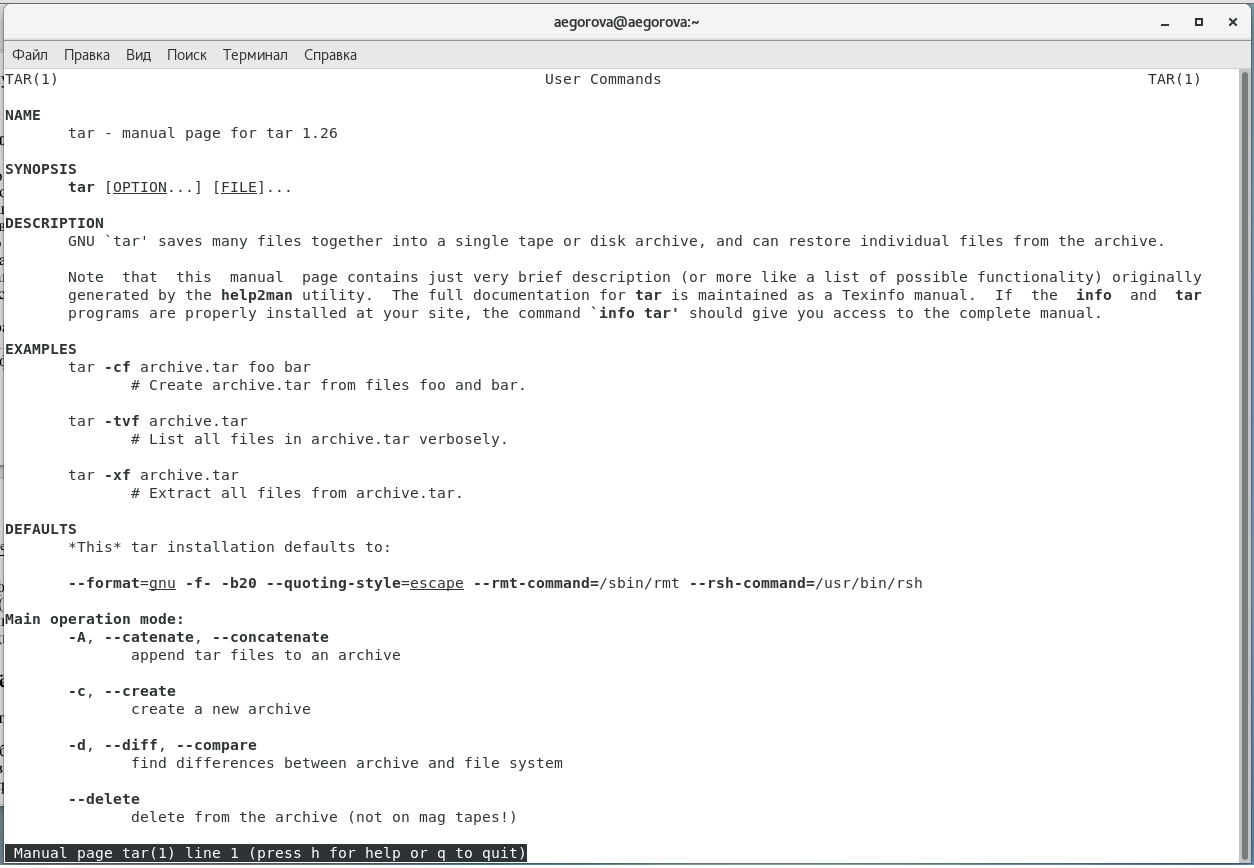 aegorova@aegorova:~
Файл Правка Вид Поиск Терминал Справка
TAR(1) User Commands TAR(1)
NAME
tar - manual page for tar 1.26
SYNOPSIS
tar [OPTION...] [FILE]...
DESCRIPTION
GNU `tar' saves many files together into a single tape or disk archive, and can restore individual files from the archive.
Note that this manual page contains just very brief description (or more like a list of possible functionality) originally
generated by the help2man utility. The full documentation for tar is maintained as a Texinfo manual. If the info and tar
programs are properly installed at your site, the command `info tar' should give you access to the complete manual.
EXAMPLES
tar -cf archive.tar foo bar
# Create archive.tar from files foo and bar.
tar -tvf archive.tar
# List all files in archive.tar verbosely.
tar -xf archive.tar
# Extract all files from archive.tar.
DEFAULTS
*This* tar installation defaults to:
--format=gnu -f- -b20 --quoting-style=escape --rmt-command=/sbin/rmt --rsh-command=/usr/bin/rsh
Main operation mode:
-A, --catenate, --concatenate
append tar files to an archive
-c, --create
create a new archive
-d, --diff, --compare
find differences between archive and file system
--delete
delete from the archive (not on mag tapes!)
Manual page tar(1) line 1 (press h for help or q to quit)